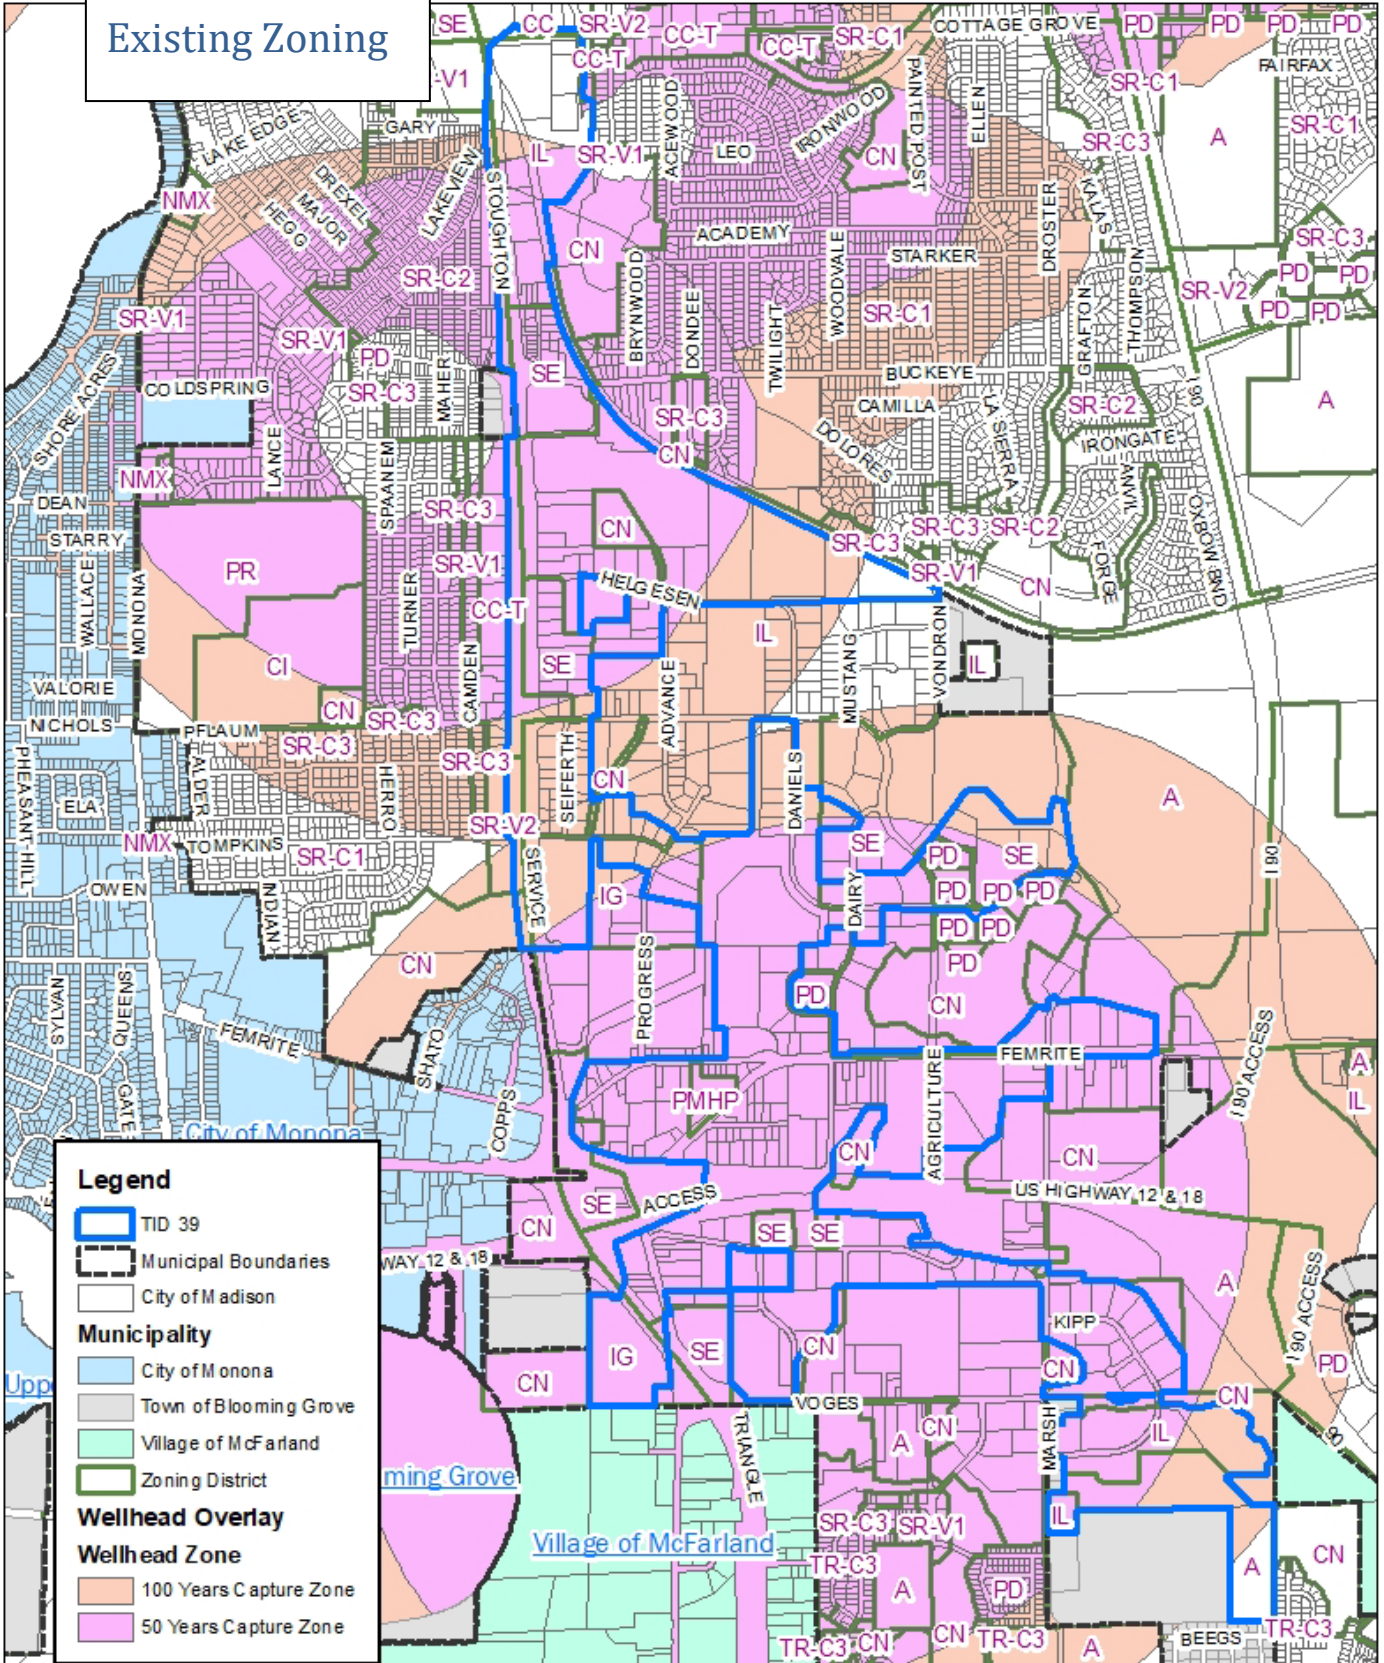 Existing Zoning
SE
CC
SR-V2
CC-T
CC-T
CC-T
SR-C1
COTTAGE GROVE
PD
PD
PD
PD
FAIRFAX
-V1
SR-C1
SR-C1
A
SR-C3
LAKE EDGE
GARY
IL
SR-V1
ACEWOOD
LEO
IRONWOOD
PAINTED POST
ELLEN
CN
NMX
DREXEL
MAJOR
HEGG
LAKEVIEW
STOUGHTON
KALAS
DROSTER
ACADEMY
WOODVALE
STARKER
THOMPSON
SR-C3
PD
PD
PD
PD
SR-V2
CN
BRYNWOOD
DONDEE
TWILIGHT
SR-C1
GRAFTON
SR-C2
SR-V1
SR-V1
PD
SR-C3
MAHER
SE
BUCKEYE
I 90
A
SHORE ACRES
COLDSPRING
CAMILLA
LA SIERRA
SR-C2
IRONGATE
SR-C3
DOLORES
LANCE
SPAANEM
CN
ANVIL
OXBOW BND
NMX
DEAN
STARRY
SR-C3
CN
SR-C3
SR-C2
SR-C3
SR-V1
SR-V1
CN
FORGE
WALLACE
MONONA
PR
TURNER
CC-T
HELGESEN
IL
MUSTANG
VONDRON
IL
CI
SE
CAMDEN
ADVANCE
VALORIE
NICHOLS
CN
SR-C3
PFLAUM
SR-C3
SR-C3
SEIFERTH
CN
DANIELS
A
PHEASANT HILL
ELA
ALDER
HERRO
SR-V2
NMX
TOMPKINS
SR-C1
SE
PD
SE
I 90
OWEN
SERVICE
IG
PD
PD
PD
DAIRY
PD
PD
PD
CN
PROGRESS
PD
CN
SYLVAN
QUEENS
FEMRITE
SHATO
FEMRITE
AGRICULTURE
I 90 ACCESS
A
IL
GATE
COPPS
PMHP
City of Monona
CN
CN
US HIGHWAY 12 & 18
SE
ACCESS
CN
SE
SE
WAY 12 & 18
A
I 90 ACCESS
KIPP
PD
IG
SE
CN
CN
CN
Uppe
VOGES
CN
CN
A
MARSH
IL
90
TRIANGLE
ming Grove
Village of McFarland
SR-C3
SR-V1
IL
TR-C3
A
PD
A
CN
TR-C3
CN
CN
TR-C3
A
BEEGS
TR-C3
Legend
TID 39
Municipal Boundaries
City of Madison
Municipality
City of Monona
Town of Blooming Grove
Village of McFarland
Zoning District
Wellhead Overlay
Wellhead Zone
100 Years Capture Zone
50 Years Capture Zone